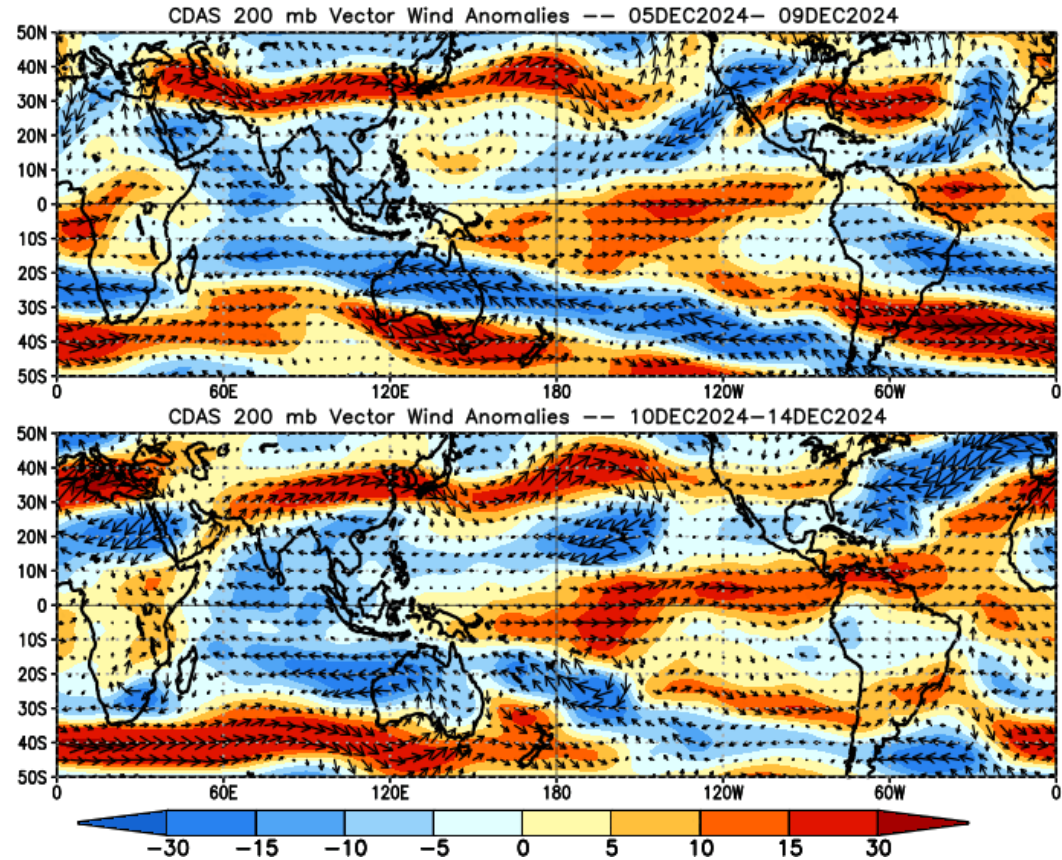 CDAS 200 mb Vector Wind Anomalies -- 05DEC2024- 09DEC2024
50N
40N
30N
20N
10N
0
10S
20S
30S
40S
50S
0 60E 120E 180 120W 60W 0
CDAS 200 mb Vector Wind Anomalies -- 10DEC2024-14DEC2024
50N
40N
30N
20N
10N
0
10S
20S
30S
40S
50S
0 60E 120E 180 120W 60W 0
-30 -15 -10 -5 0 5 10 15 30